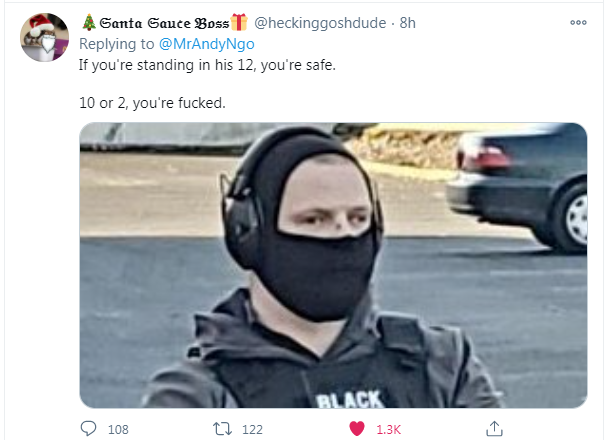 🎄𝕾𝖆𝖓𝖙𝖆 𝕾𝖆𝖚𝖈𝖊 𝕭𝖔𝖘𝖘🎁 @heckinggoshdude · 8h
Replying to @MrAndyNgo
If you're standing in his 12, you're safe.
10 or 2, you're fucked.
BLACK
108 122 1.3K